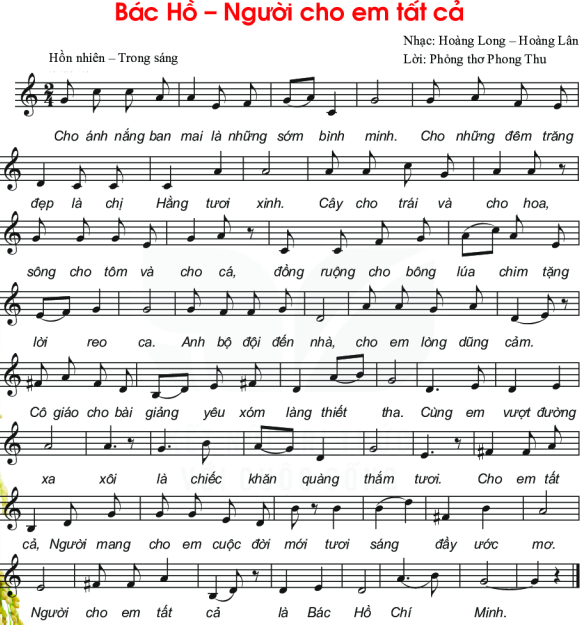 Bác Hồ – Người cho em tất cả
Nhạc: Hoàng Long – Hoàng Lân
Hồn nhiên – Trong sáng
Lời: Phỏng thơ Phong Thu
2
4
Cho ánh nắng ban mai là những sớm bình minh. Cho những đêm trăng
đẹp là chị Hằng tươi xinh. Cây cho trái và cho hoa,
sông cho tôm và cho cá, đồng ruộng cho bông lúa chim tặng
lời reo ca. Anh bộ đội đến nhà, cho em lòng dũng cảm.
Cô giáo cho bài giảng yêu xóm làng thiết tha. Cùng em vượt đường
xa xôi là chiếc khăn quàng thắm tươi. Cho em tất
cả, Người mang cho em cuộc đời mới tươi sáng đầy ước mơ.
Người cho em tất cả là Bác Hồ Chí Minh.